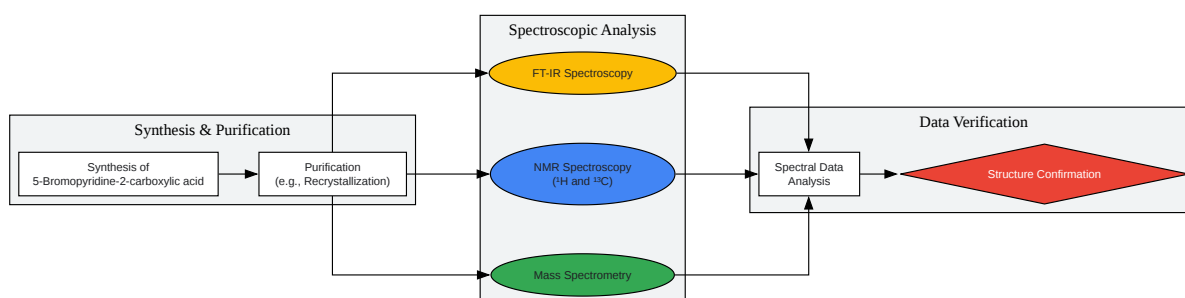 Synthesis & Purification
Synthesis of
5-Bromopyridine-2-carboxylic acid
Purification
(e.g., Recrystallization)
Spectroscopic Analysis
FT-IR Spectroscopy
NMR Spectroscopy
(¹H and ¹³C)
Mass Spectrometry
Data Verification
Spectral Data
Analysis
Structure Confirmation